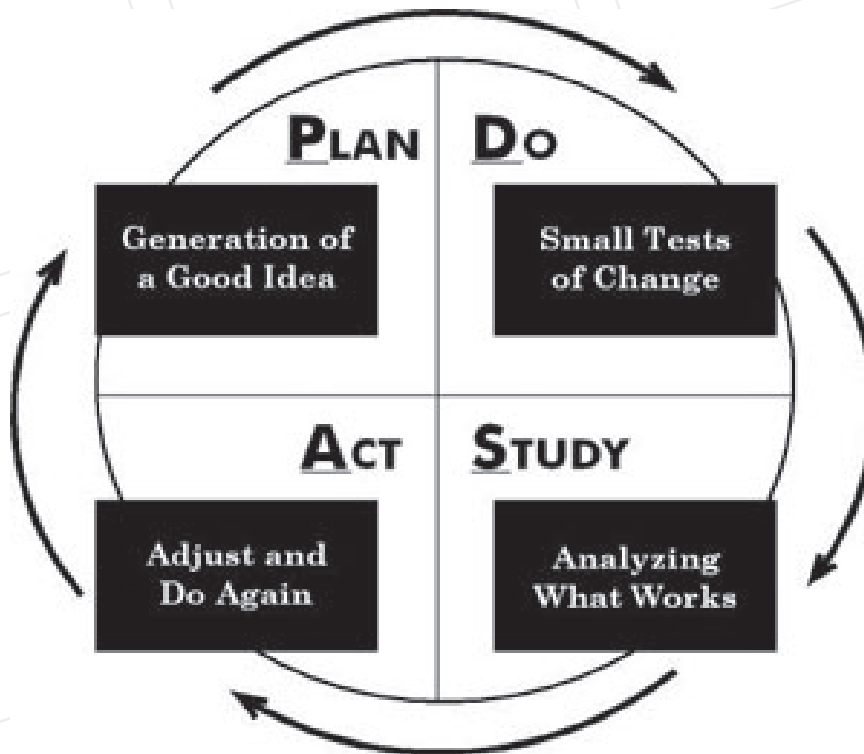 PLAN
Generation of
a Good Idea
DO
Small Tests
of Change
ACT
Adjust and
Do Again
STUDY
Analyzing
What Works